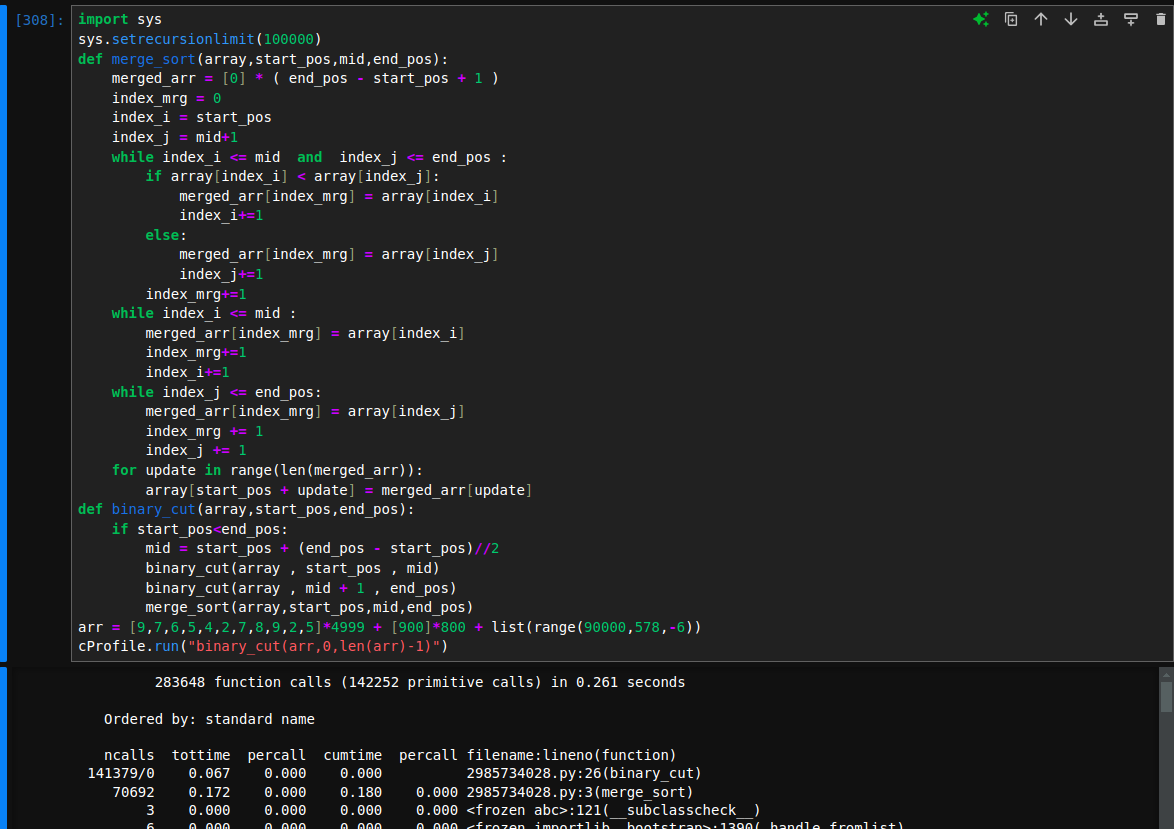 [308]:
import sys
sys.setrecursionlimit(100000)
def merge_sort(array,start_pos,mid,end_pos):
    merged_arr = [0] * ( end_pos - start_pos + 1 )
    index_mrg = 0
    index_i = start_pos
    index_j = mid+1
    while index_i <= mid  and  index_j <= end_pos :
        if array[index_i] < array[index_j]:
            merged_arr[index_mrg] = array[index_i]
            index_i+=1
        else:
            merged_arr[index_mrg] = array[index_j]
            index_j+=1
        index_mrg+=1
    while index_i <= mid :
        merged_arr[index_mrg] = array[index_i]
        index_mrg+=1
        index_i+=1
    while index_j <= end_pos:
        merged_arr[index_mrg] = array[index_j]
        index_mrg += 1
        index_j += 1
    for update in range(len(merged_arr)):
        array[start_pos + update] = merged_arr[update]
def binary_cut(array,start_pos,end_pos):
    if start_pos<end_pos:
        mid = start_pos + (end_pos - start_pos)//2
        binary_cut(array , start_pos , mid)
        binary_cut(array , mid + 1 , end_pos)
        merge_sort(array,start_pos,mid,end_pos)
arr = [9,7,6,5,4,2,7,8,9,2,5]*4999 + [900]*800 + list(range(90000,578,-6))
cProfile.run("binary_cut(arr,0,len(arr)-1)")
         283648 function calls (142252 primitive calls) in 0.261 seconds
   Ordered by: standard name
   ncalls  tottime  percall  cumtime  percall filename:lineno(function)
 141379/0    0.067    0.000    0.000          2985734028.py:26(binary_cut)
    70692    0.172    0.000    0.180    0.000 2985734028.py:3(merge_sort)
        3    0.000    0.000    0.000    0.000 <frozen abc>:121(__subclasscheck__)
        6    0.000    0.000    0.000    0.000 <frozen importlib._bootstrap>:1390(_handle_fromlist)